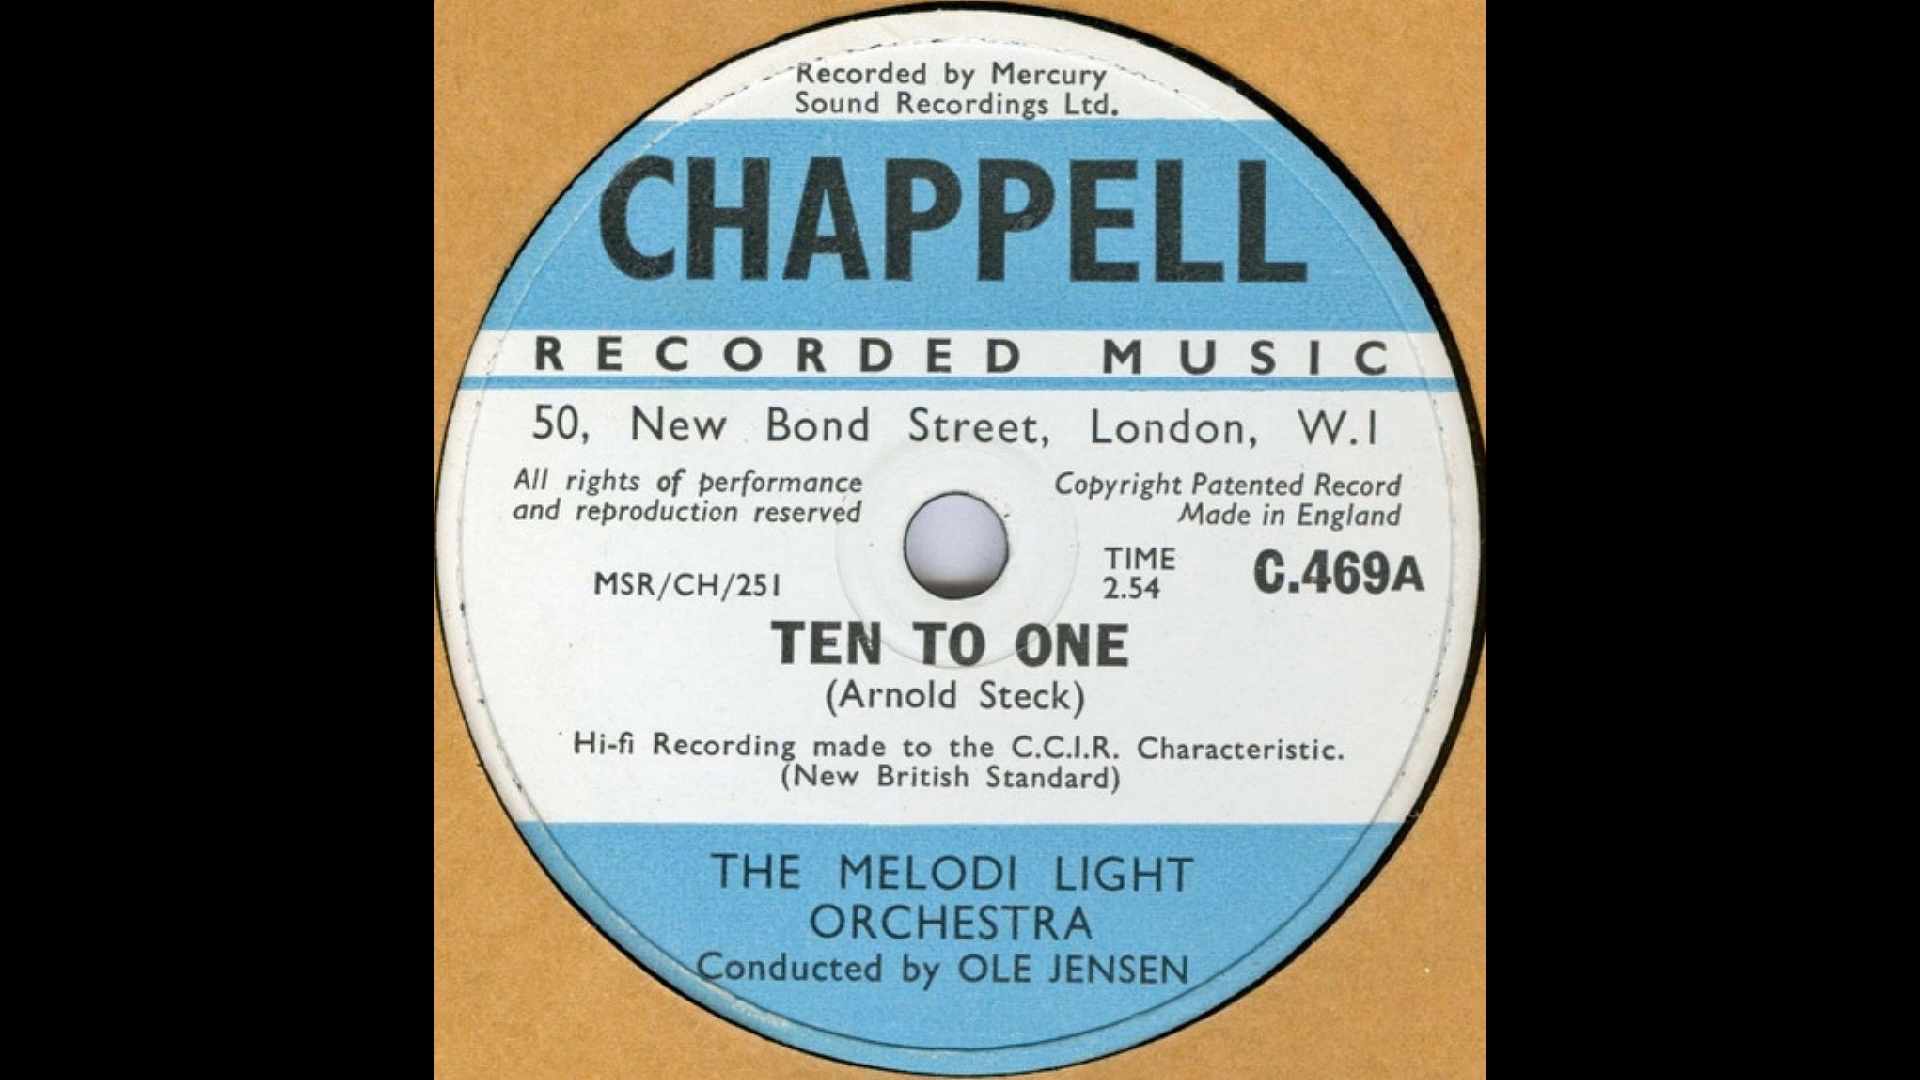 Recorded by Mercury
Sound Recordings Ltd.
CHAPPELL
RECORDED MUSIC
50, New Bond Street, London, W.1
All rights of performance
and reproduction reserved
Copyright Patented Record
Made in England
MSR/CH/251
TIME
2.54
C.469A
TEN TO ONE
(Arnold Steck)
Hi-fi Recording made to the C.C.I.R. Characteristic.
(New British Standard)
THE MELODI LIGHT
ORCHESTRA
Conducted by OLE JENSEN